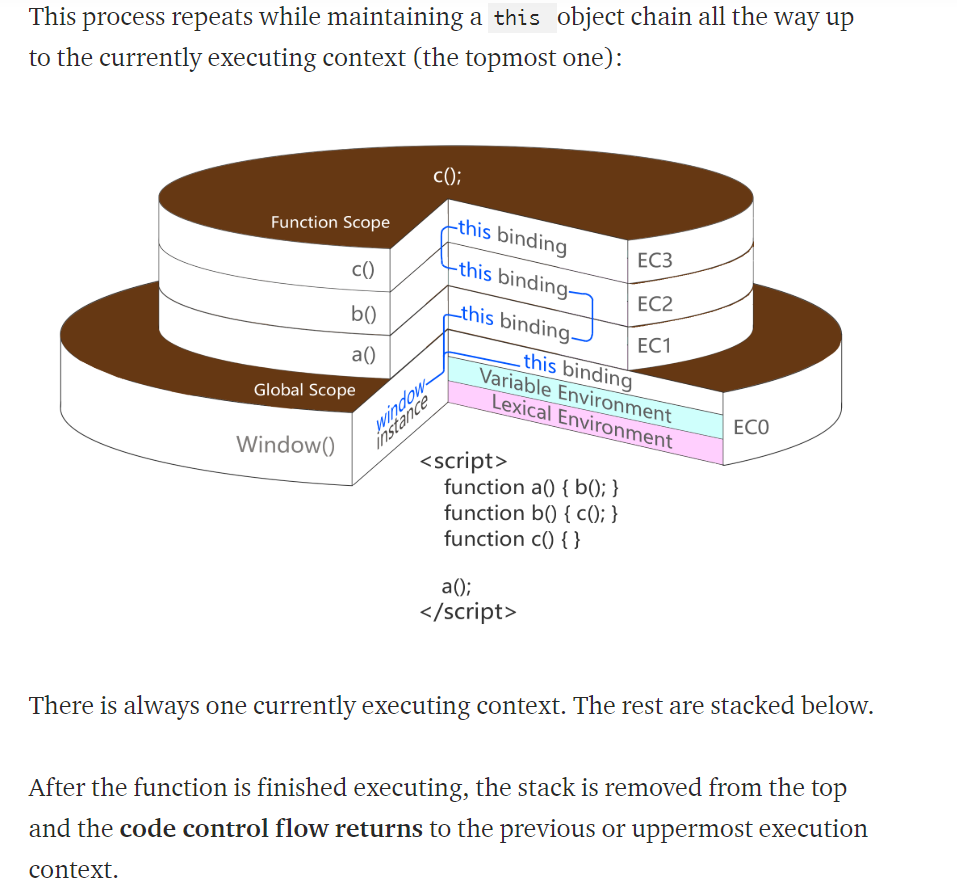 This process repeats while maintaining a this object chain all the way up
to the currently executing context (the topmost one):
c();
Function Scope
this binding
EC3
c()
this binding
EC2
b()
this binding
EC1
a()
this binding
Global Scope
Variable Environment
window
instance
Lexical Environment
EC0
Window()
<script>
function a() { b(); }
function b() { c(); }
function c() { }
a();
</script>
There is always one currently executing context. The rest are stacked below.
After the function is finished executing, the stack is removed from the top
and the code control flow returns to the previous or uppermost execution
context.